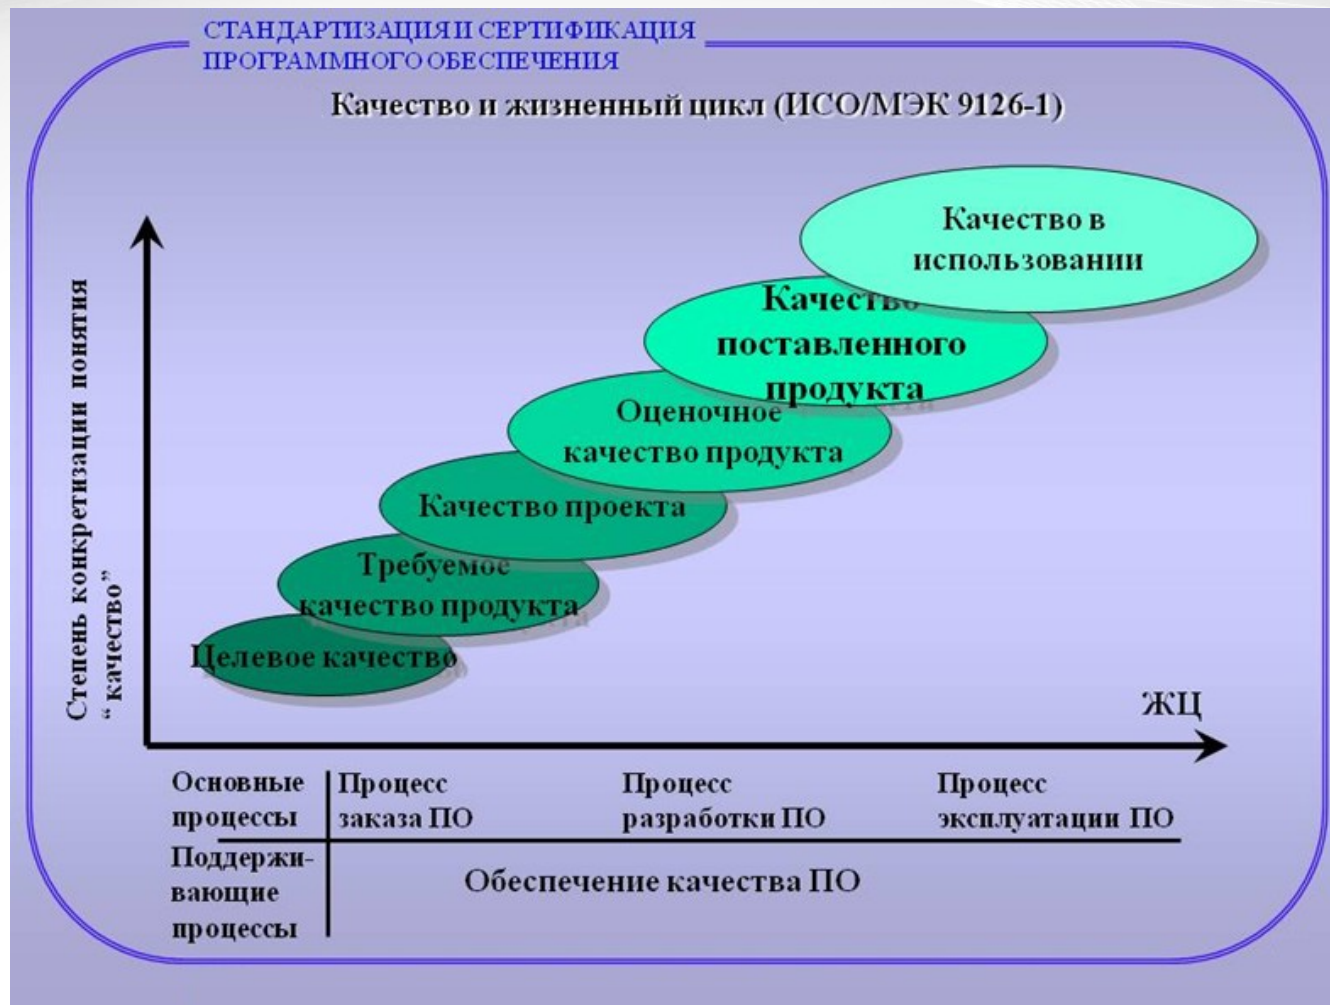 СТАНДАРТИЗАЦИЯ И СЕРТИФИКАЦИЯ
ПРОГРАММНОГО ОБЕСПЕЧЕНИЯ
Качество и жизненный цикл (ИСО/МЭК 9126-1)
Качество в
использовании
Качество
поставленного
продукта
Оценочное
качество продукта
Качество проекта
Требуемое
качество продукта
Целевое качество
Степень конкретизации понятия
“ качество”
ЖЦ
Основные
процессы
Процесс
заказа ПО
Процесс
разработки ПО
Процесс
эксплуатации ПО
Поддержи-
вающие
процессы
Обеспечение качества ПО